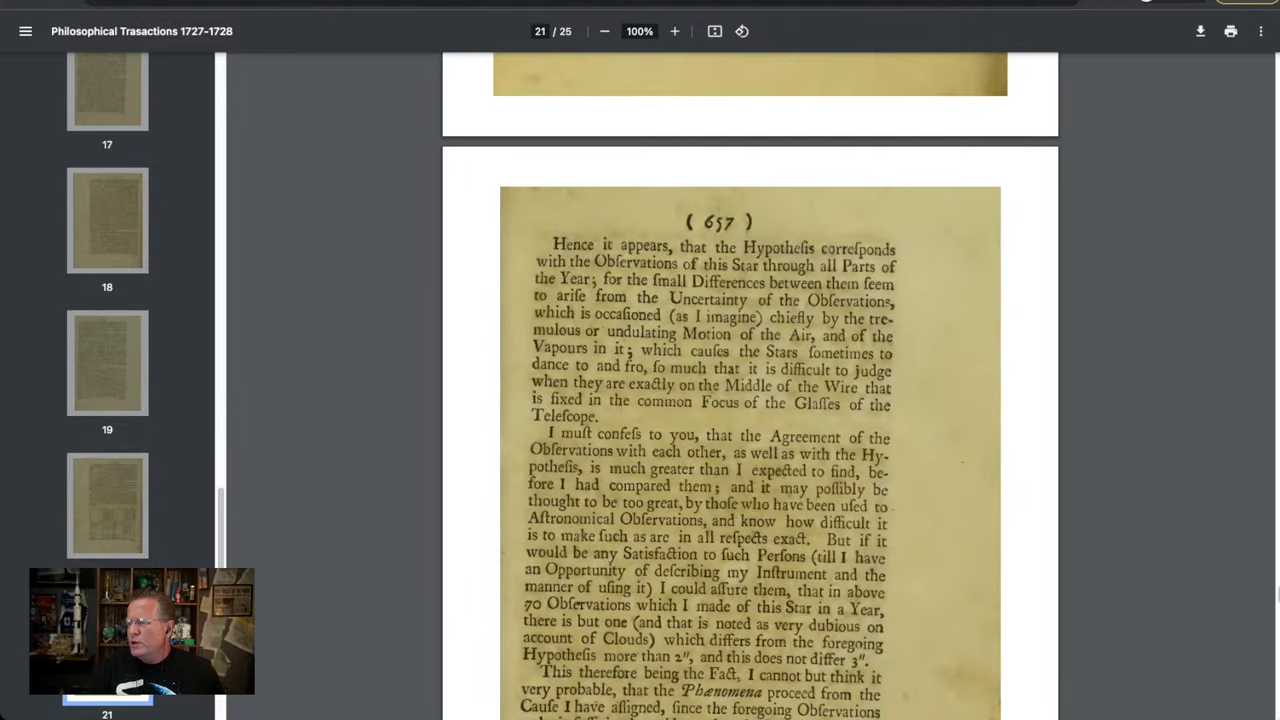 Philosophical Trasactions 1727-1728
21 / 25
100%
17
18
19
21
( 657 )
Hence it appears, that the Hypotheſis correſponds
with the Obſervations of this Star through all Parts of
the Year; for the ſmall Differences between them ſeem
to ariſe from the Uncertainty of the Obſervations,
which is occaſioned (as I imagine) chiefly by the tre-
mulous or undulating Motion of the Air, and of the
Vapours in it; which cauſes the Stars ſometimes to
dance to and fro, ſo much that it is difficult to judge
when they are exactly on the Middle of the Wire that
is fixed in the common Focus of the Glaſſes of the
Teleſcope.
I muſt confeſs to you, that the Agreement of the
Obſervations with each other, as well as with the Hy-
potheſis, is much greater than I expected to find, be-
fore I had compared them; and it may poſſibly be
thought to be too great, by thoſe who have been uſed to
Aſtronomical Obſervations, and know how difficult it
is to make ſuch as are in all reſpects exact. But if it
would be any Satisfaction to ſuch Perſons (till I have
an Opportunity of deſcribing my Inſtrument and the
manner of uſing it) I could aſſure them, that in above
70 Obſervations which I made of this Star in a Year,
there is but one (and that is noted as very dubious on
account of Clouds) which differs from the foregoing
Hypotheſis more than 2", and this does not differ 3".
This therefore being the Fact, I cannot but think it
very probable, that the Phænomena proceed from the
Cauſe I have aſſigned, ſince the foregoing Obſervations